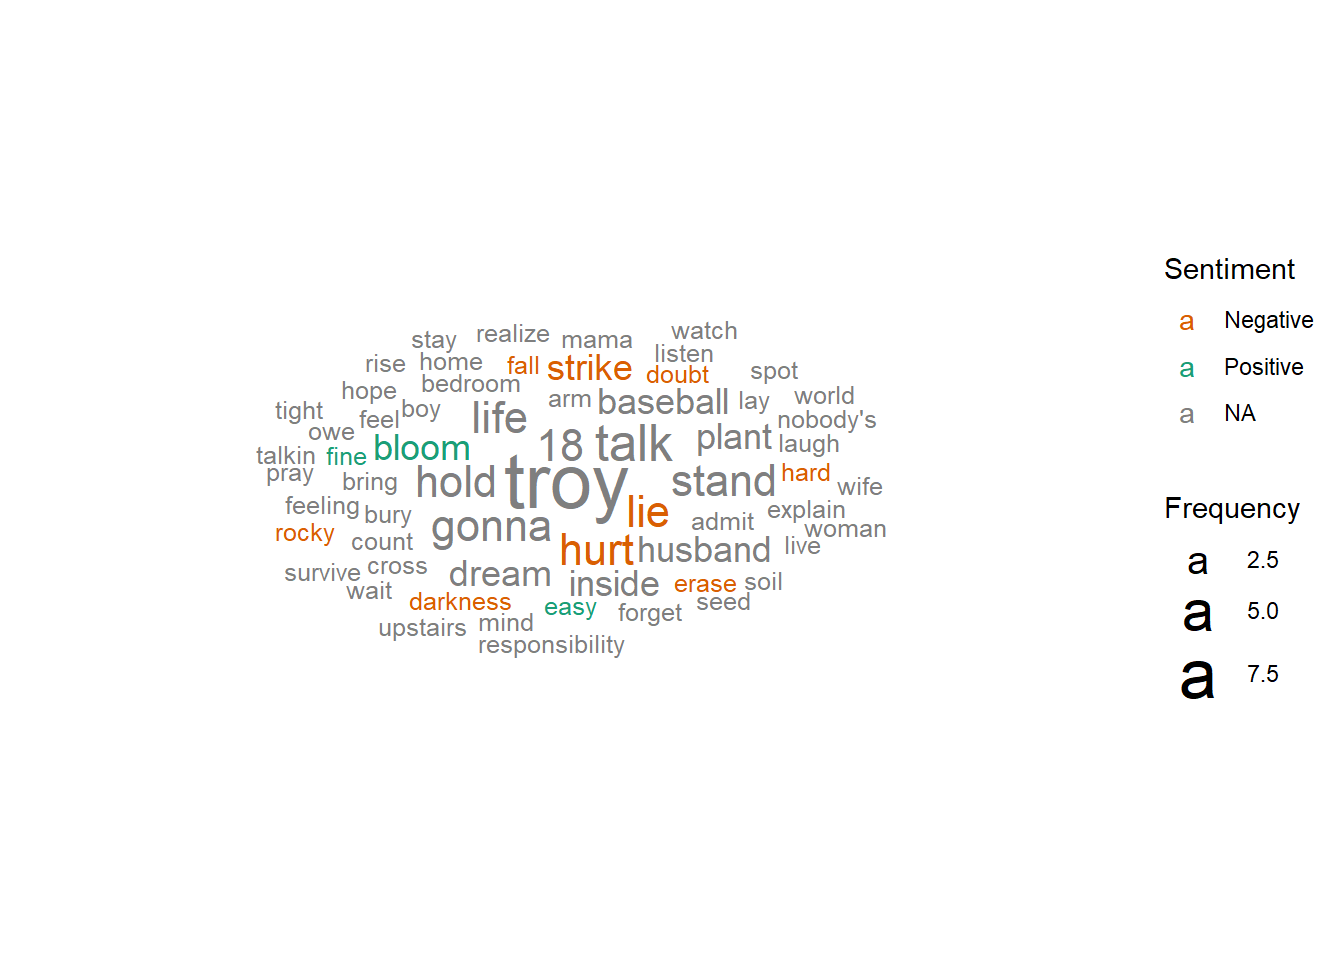 stay realize mama watch
rise home fall strike listen
doubt
hope bedroom spot
tight feel boy life arm baseball lay world
owe nobody's
talkin fine bloom 18 talk plant laugh
pray bring hold troy stand hard wife
feeling bury gonna lie admit explain
rocky count hurt husband live woman
survive cross dream inside erase soil
wait darkness easy forget seed
upstairs mind
responsibility
Sentiment
a Negative
a Positive
a NA
Frequency
a 2.5
a 5.0
a 7.5